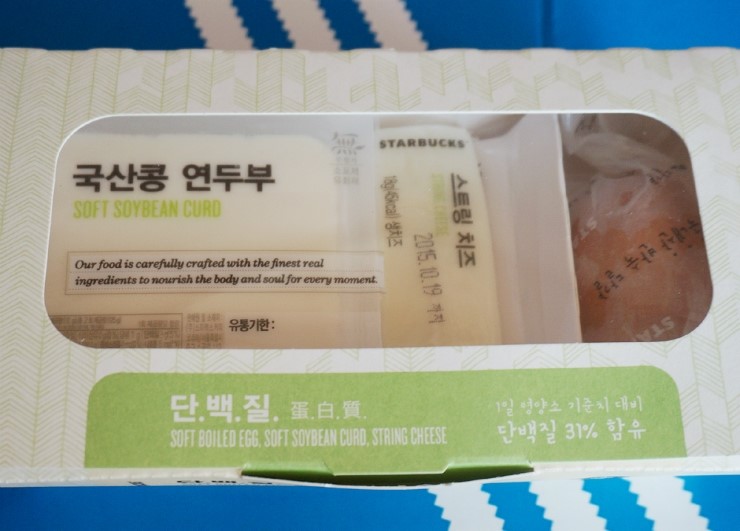 국산콩 연두부
SOFT SOYBEAN CURD
Our food is carefully crafted with the finest real
ingredients to nourish the body and soul for every moment.
유통기한 :
STARBUCKS
스트링 치즈
STRING CHEESE
2015.10.19 까지
단.백.질. 蛋.白.質.
SOFT BOILED EGG, SOFT SOYBEAN CURD, STRING CHEESE
1일 영양소 기준치 대비
단백질 31% 함유